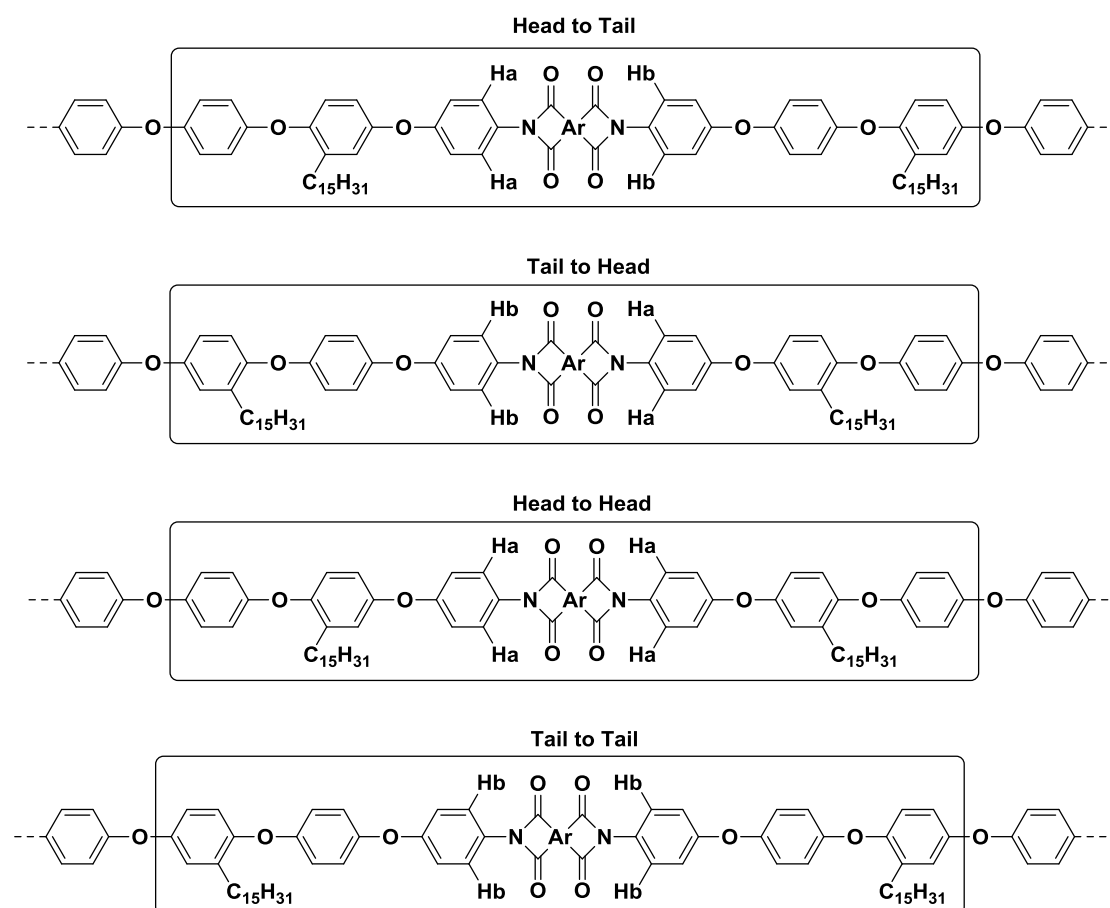 Head to Tail
Ha O O Hb
O O O N Ar N O O O
C15H31 Ha O O Hb C15H31
Tail to Head
Hb O O Ha
O O O N Ar N O O O
C15H31 Hb O O Ha C15H31
Head to Head
Ha O O Ha
O O O N Ar N O O O
C15H31 Ha O O Ha C15H31
Tail to Tail
Hb O O Hb
O O O N Ar N O O O
C15H31 Hb O O Hb C15H31